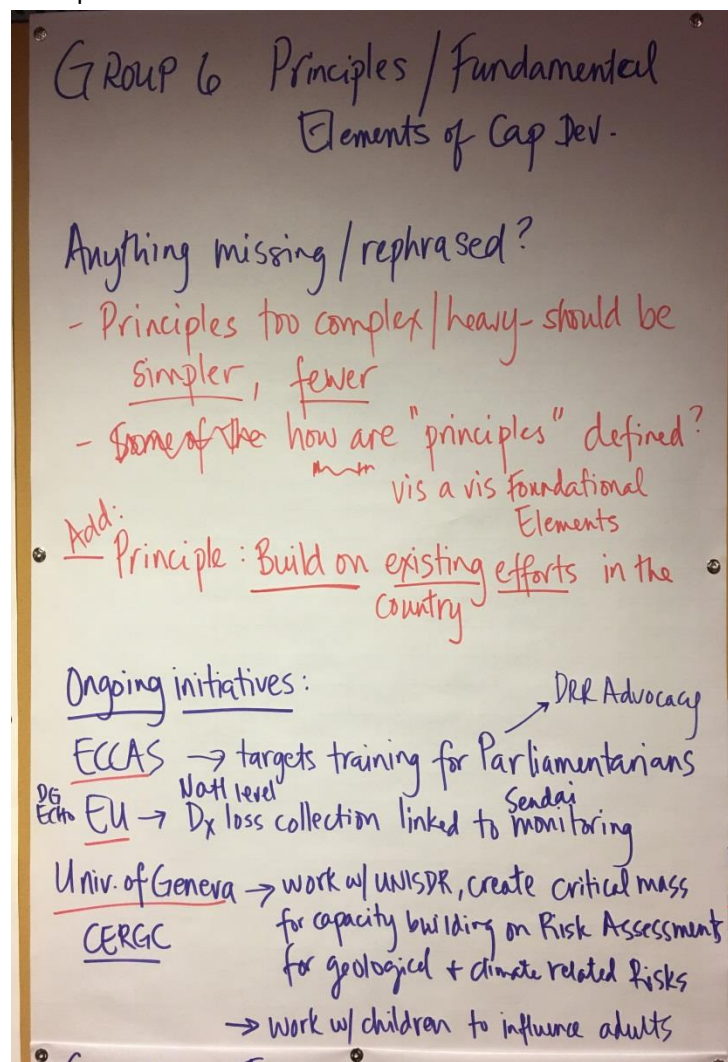 GROUP 6 Principles / Fundamental
Elements of Cap Dev.
Anything missing / rephrased?
- Principles too complex / heavy - should be
simpler, fewer
- Some of the how are "principles" defined?
vis a vis Foundational
Elements
Add:
Principle: Build on existing efforts in the
Country
Ongoing initiatives:
DRR Advocacy
ECCAS → targets training for Parliamentarians
DG ECHO Nat'l level Sendai
EU → Dx loss collection linked to monitoring
Univ. of Geneva → work w/ UNISDR, create critical mass
CERGC for capacity building on Risk Assessment
for geological + climate related Risks
→ work w/ children to influence adults